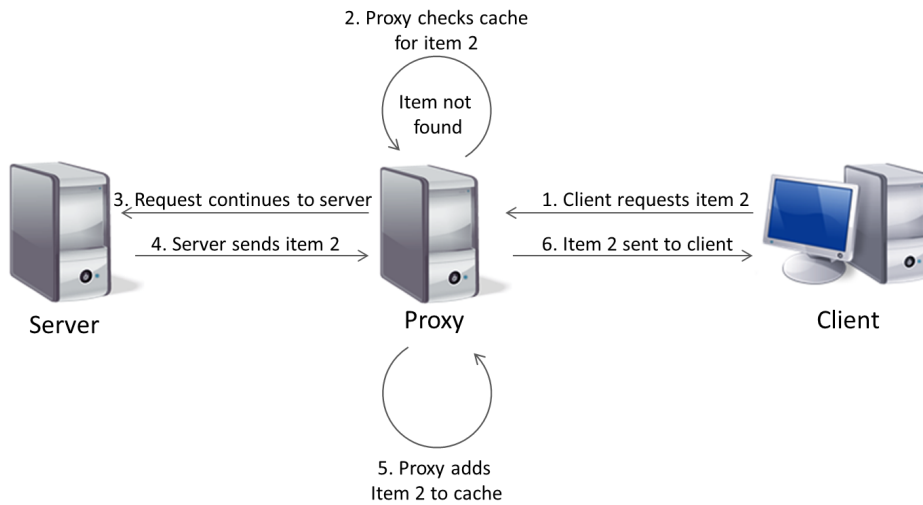 2. Proxy checks cache
for item 2
Item not
found
3. Request continues to server
1. Client requests item 2
4. Server sends item 2
6. Item 2 sent to client
Server
Proxy
Client
5. Proxy adds
Item 2 to cache